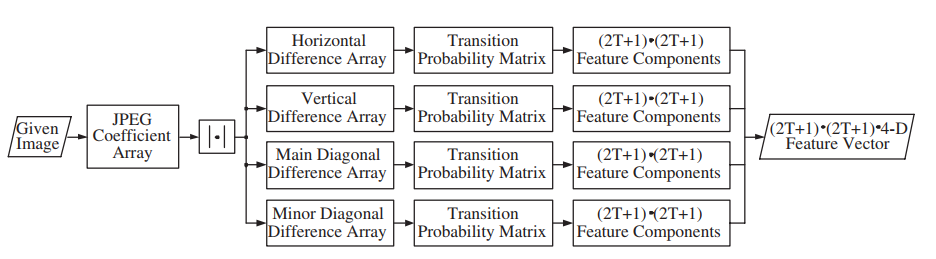 Given
Image
JPEG
Coefficient
Array
|•|
Horizontal
Difference Array
Transition
Probability Matrix
(2T+1)•(2T+1)
Feature Components
Vertical
Difference Array
Transition
Probability Matrix
(2T+1)•(2T+1)
Feature Components
Main Diagonal
Difference Array
Transition
Probability Matrix
(2T+1)•(2T+1)
Feature Components
Minor Diagonal
Difference Array
Transition
Probability Matrix
(2T+1)•(2T+1)
Feature Components
(2T+1)•(2T+1)•4-D
Feature Vector